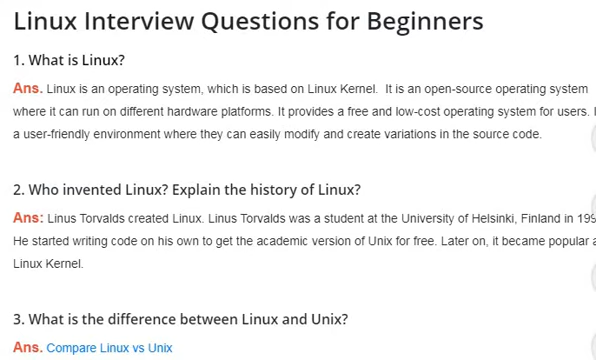 Linux Interview Questions for Beginners
1. What is Linux?
Ans. Linux is an operating system, which is based on Linux Kernel. It is an open-source operating system
where it can run on different hardware platforms. It provides a free and low-cost operating system for users.
a user-friendly environment where they can easily modify and create variations in the source code.
2. Who invented Linux? Explain the history of Linux?
Ans: Linus Torvalds created Linux. Linus Torvalds was a student at the University of Helsinki, Finland in 199
He started writing code on his own to get the academic version of Unix for free. Later on, it became popular
Linux Kernel.
3. What is the difference between Linux and Unix?
Ans. Compare Linux vs Unix